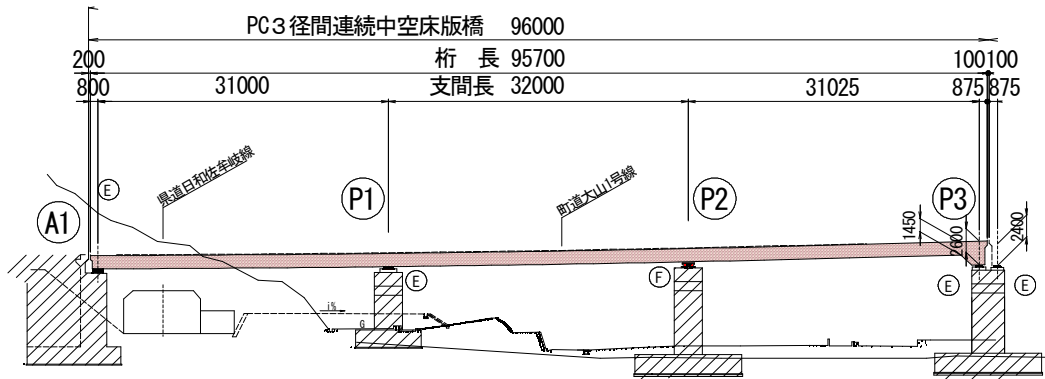 PC3径間連続中空床版橋 96000
200 桁 長 95700 100100
800 31000 支間長 32000 31025 875 875
県道日和佐牟岐線
町道大山1号線
E
A1
P1
P2
P3
1450
2600
2400
E
F
E
E
i%
G